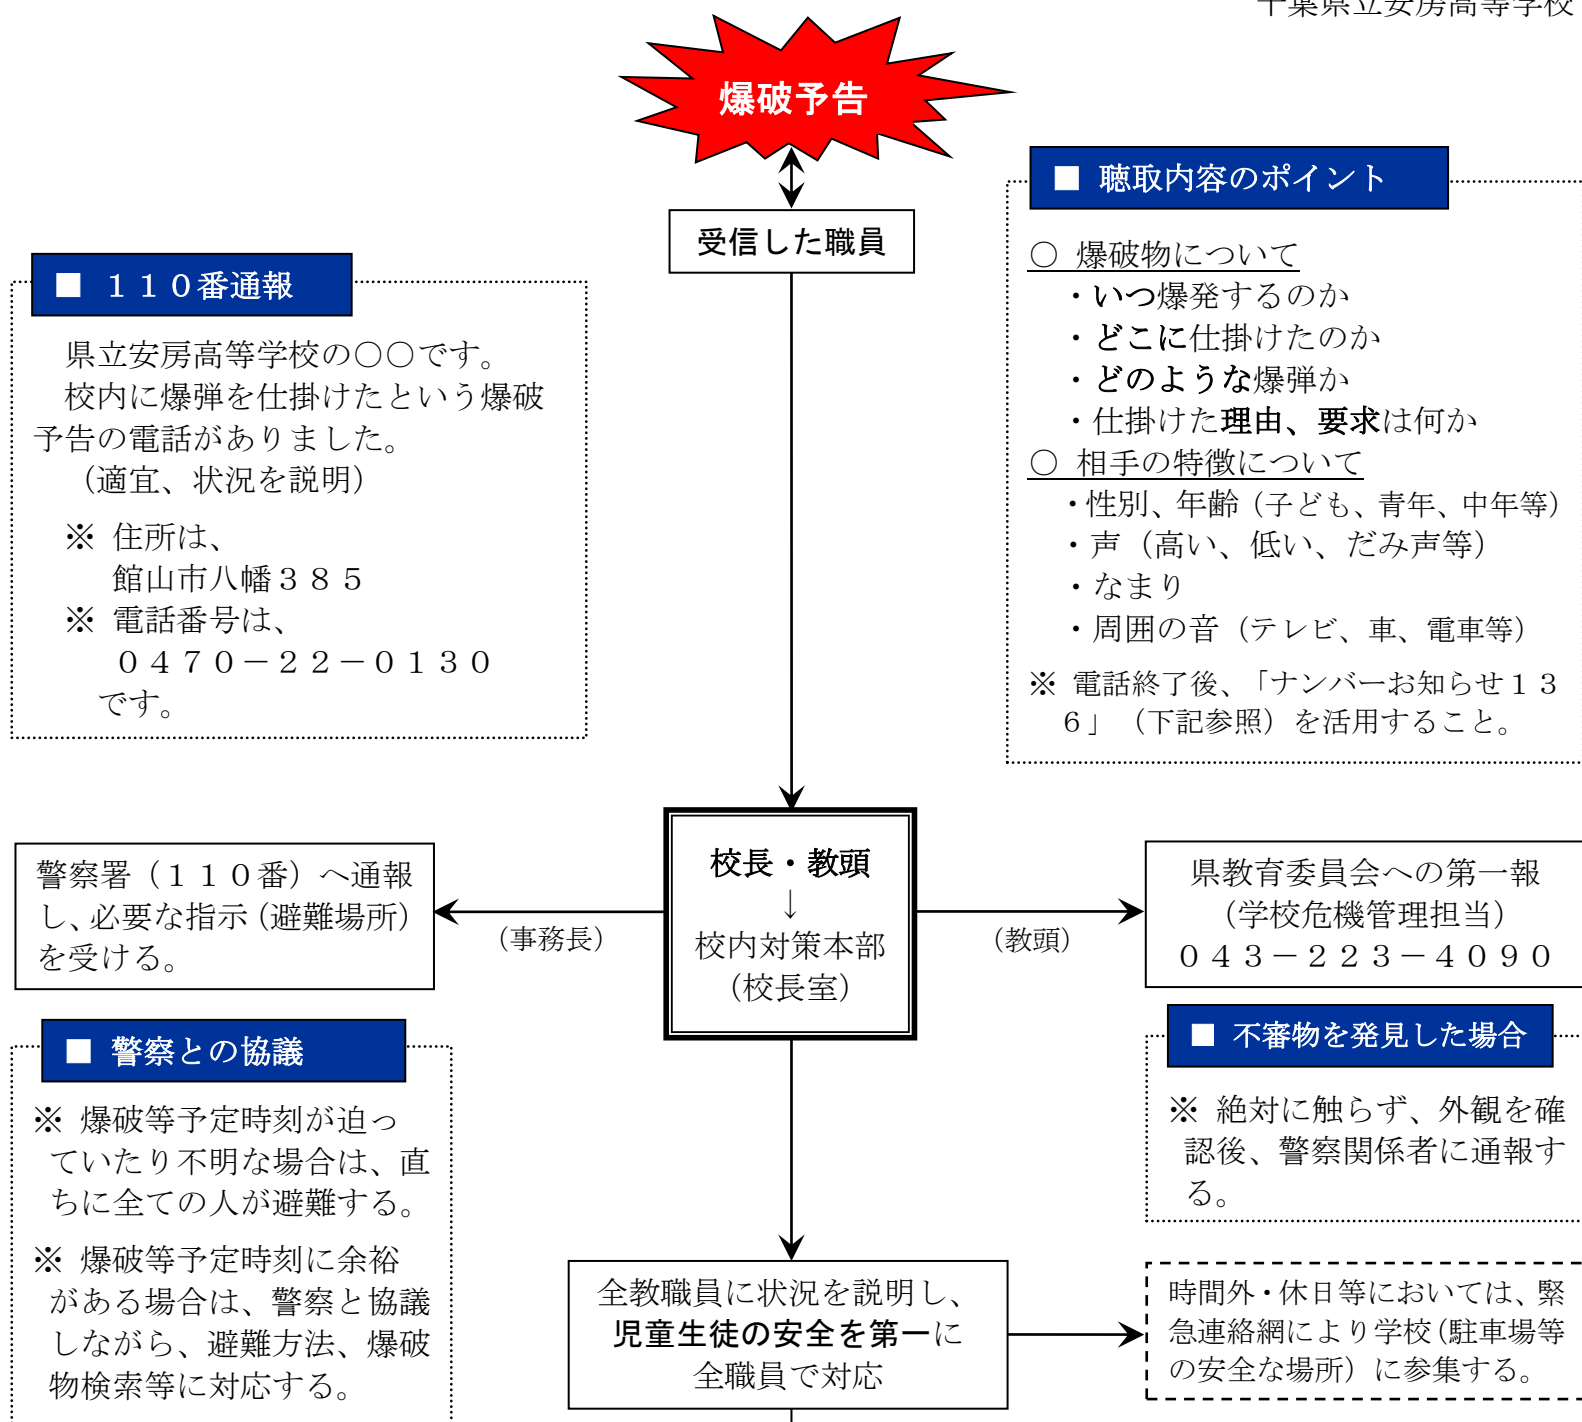 千葉県立安房高等学校
爆破予告
受信した職員
■ 聴取内容のポイント
○ 爆破物について
・いつ爆発するのか
・どこに仕掛けたのか
・どのような爆弾か
・仕掛けた理由、要求は何か
○ 相手の特徴について
・性別、年齢（子ども、青年、中年等）
・声（高い、低い、だみ声等）
・なまり
・周囲の音（テレビ、車、電車等）
※ 電話終了後、「ナンバーお知らせ１３
６」（下記参照）を活用すること。
■ １１０番通報
県立安房高等学校の○○です。
校内に爆弾を仕掛けたという爆破
予告の電話がありました。
（適宜、状況を説明）
※ 住所は、
館山市八幡３８５
※ 電話番号は、
０４７０－２２－０１３０
です。
校長・教頭
↓
校内対策本部
（校長室）
（事務長）
警察署（１１０番）へ通報
し、必要な指示（避難場所）
を受ける。
（教頭）
県教育委員会への第一報
（学校危機管理担当）
０４３－２２３－４０９０
■ 警察との協議
※ 爆破等予定時刻が迫っ
ていたり不明な場合は、直
ちに全ての人が避難する。
※ 爆破等予定時刻に余裕
がある場合は、警察と協議
しながら、避難方法、爆破
物検索等に対応する。
■ 不審物を発見した場合
※ 絶対に触らず、外観を確
認後、警察関係者に通報す
る。
全教職員に状況を説明し、
児童生徒の安全を第一に
全職員で対応
時間外・休日等においては、緊
急連絡網により学校（駐車場等
の安全な場所）に参集する。